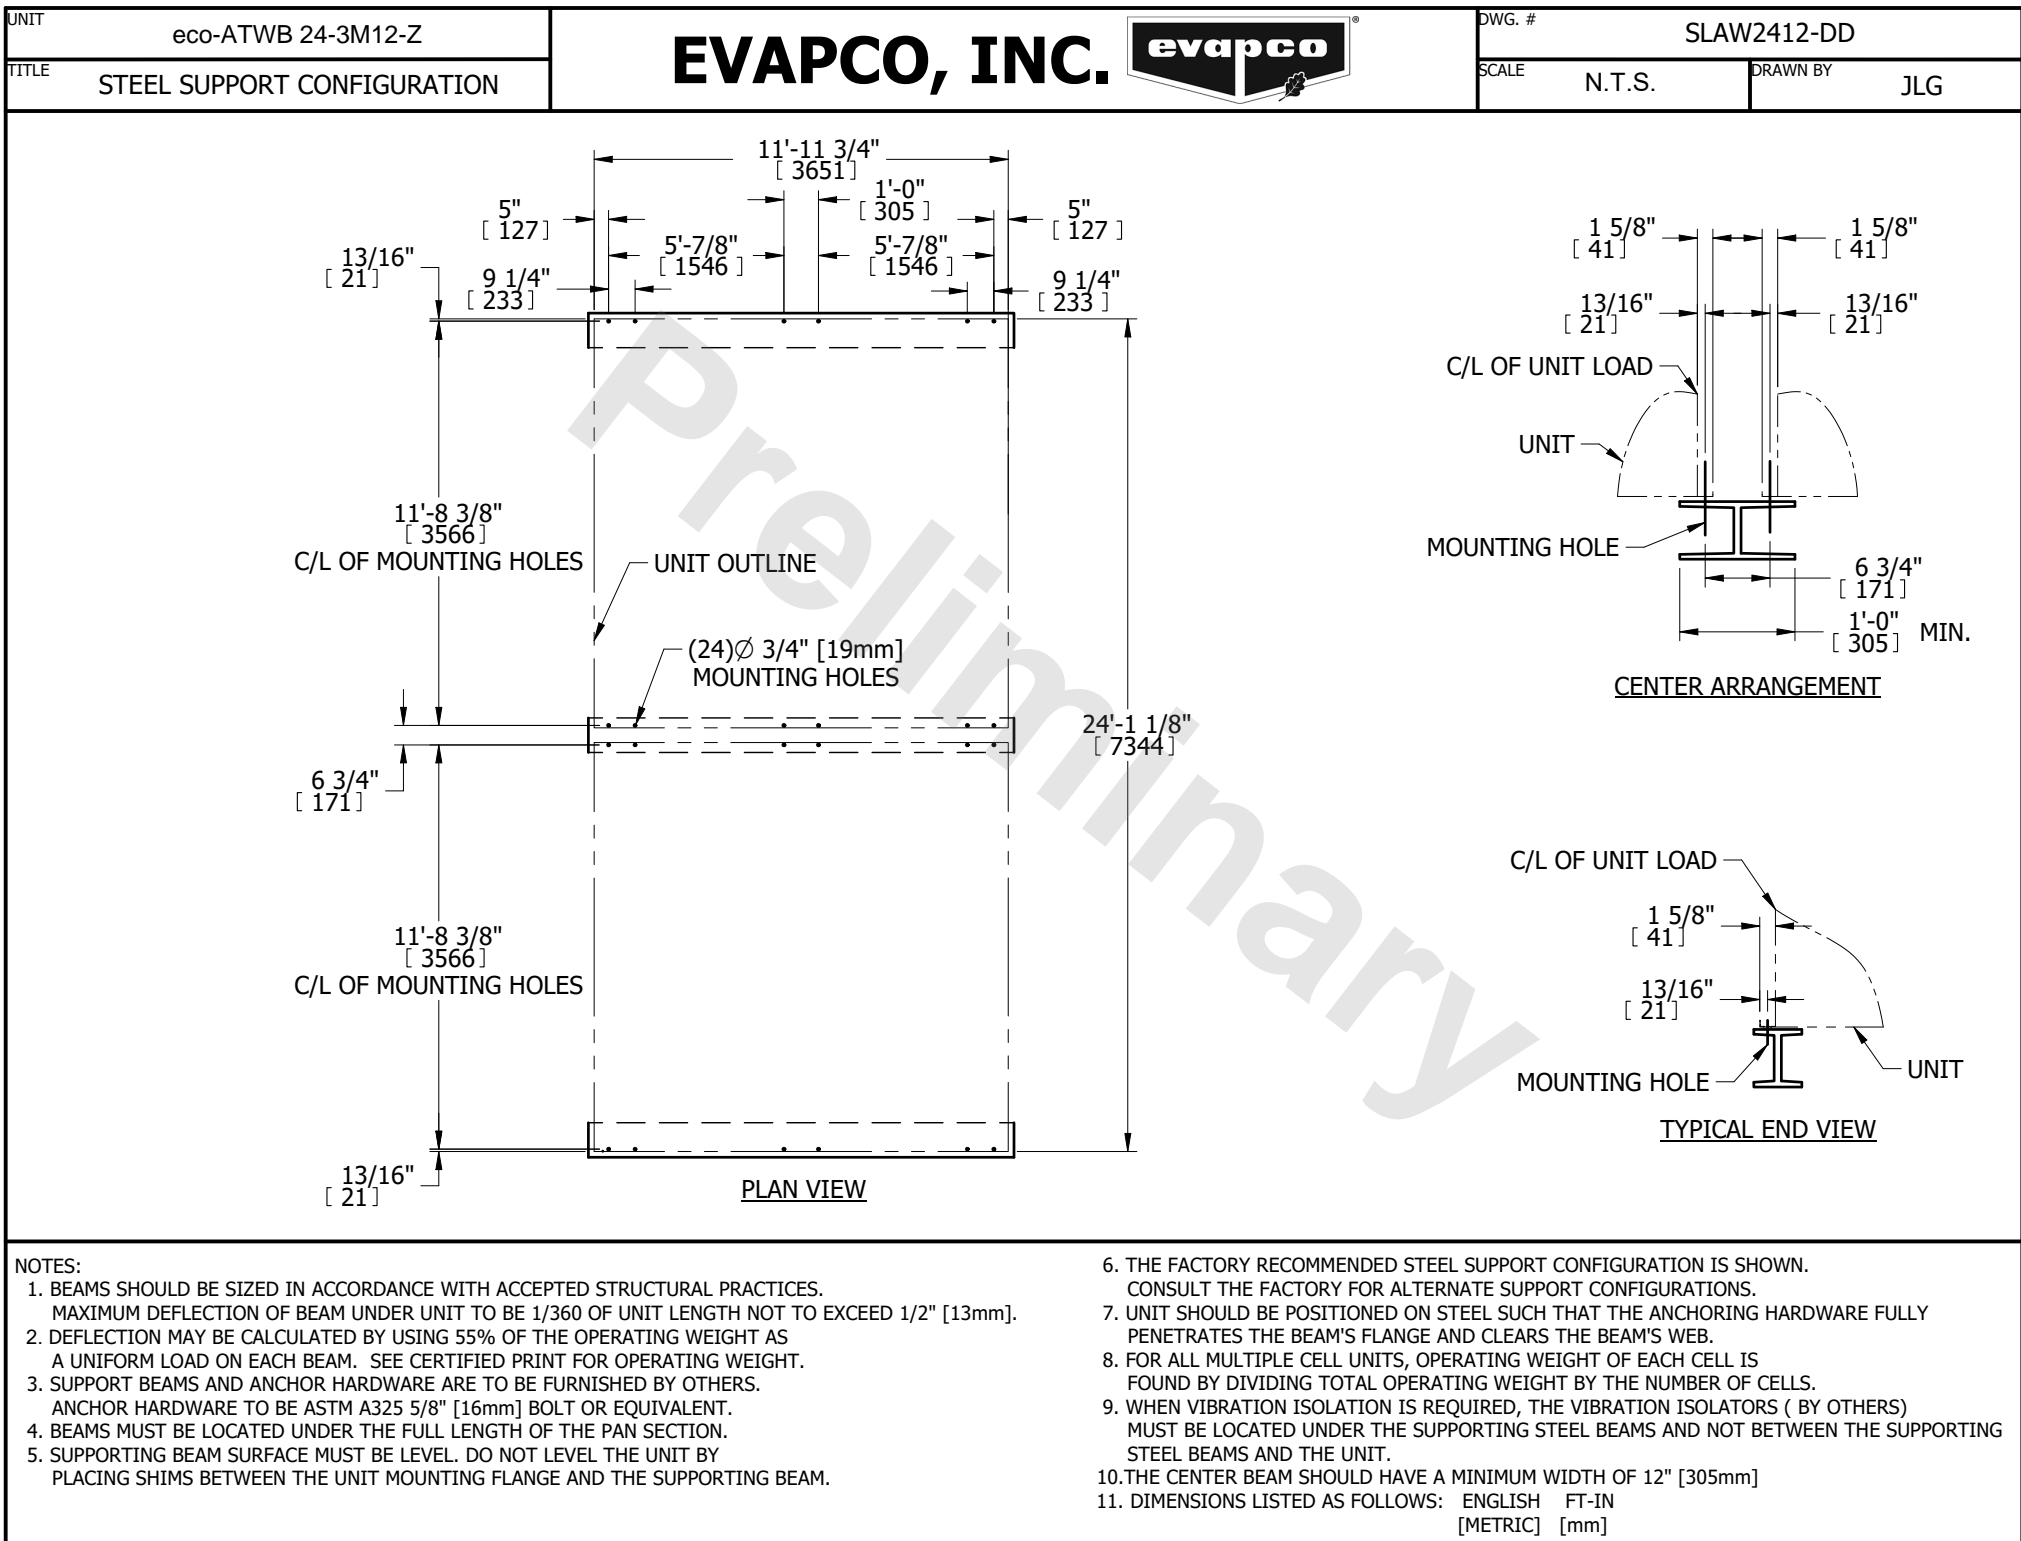 UNIT
eco-ATWB 24-3M12-Z
TITLE
STEEL SUPPORT CONFIGURATION
EVAPCO, INC.
evapco
®
DWG. #
SLAW2412-DD
SCALE
N.T.S.
DRAWN BY
JLG
11'-11 3/4"
[ 3651 ]
1'-0"
[ 305 ]
5"
[ 127 ]
5"
[ 127 ]
5'-7/8"
[ 1546 ]
5'-7/8"
[ 1546 ]
13/16"
[ 21 ]
9 1/4"
[ 233 ]
9 1/4"
[ 233 ]
11'-8 3/8"
[ 3566 ]
C/L OF MOUNTING HOLES
UNIT OUTLINE
(24)∅ 3/4" [19mm]
MOUNTING HOLES
24'-1 1/8"
[ 7344 ]
6 3/4"
[ 171 ]
11'-8 3/8"
[ 3566 ]
C/L OF MOUNTING HOLES
13/16"
[ 21 ]
PLAN VIEW
Preliminary
1 5/8"
[ 41 ]
1 5/8"
[ 41 ]
13/16"
[ 21 ]
13/16"
[ 21 ]
C/L OF UNIT LOAD
UNIT
MOUNTING HOLE
6 3/4"
[ 171 ]
1'-0"
[ 305 ] MIN.
CENTER ARRANGEMENT
C/L OF UNIT LOAD
1 5/8"
[ 41 ]
13/16"
[ 21 ]
MOUNTING HOLE
UNIT
TYPICAL END VIEW
NOTES:
1. BEAMS SHOULD BE SIZED IN ACCORDANCE WITH ACCEPTED STRUCTURAL PRACTICES.
MAXIMUM DEFLECTION OF BEAM UNDER UNIT TO BE 1/360 OF UNIT LENGTH NOT TO EXCEED 1/2" [13mm].
2. DEFLECTION MAY BE CALCULATED BY USING 55% OF THE OPERATING WEIGHT AS
A UNIFORM LOAD ON EACH BEAM. SEE CERTIFIED PRINT FOR OPERATING WEIGHT.
3. SUPPORT BEAMS AND ANCHOR HARDWARE ARE TO BE FURNISHED BY OTHERS.
ANCHOR HARDWARE TO BE ASTM A325 5/8" [16mm] BOLT OR EQUIVALENT.
4. BEAMS MUST BE LOCATED UNDER THE FULL LENGTH OF THE PAN SECTION.
5. SUPPORTING BEAM SURFACE MUST BE LEVEL. DO NOT LEVEL THE UNIT BY
PLACING SHIMS BETWEEN THE UNIT MOUNTING FLANGE AND THE SUPPORTING BEAM.
6. THE FACTORY RECOMMENDED STEEL SUPPORT CONFIGURATION IS SHOWN.
CONSULT THE FACTORY FOR ALTERNATE SUPPORT CONFIGURATIONS.
7. UNIT SHOULD BE POSITIONED ON STEEL SUCH THAT THE ANCHORING HARDWARE FULLY
PENETRATES THE BEAM'S FLANGE AND CLEARS THE BEAM'S WEB.
8. FOR ALL MULTIPLE CELL UNITS, OPERATING WEIGHT OF EACH CELL IS
FOUND BY DIVIDING TOTAL OPERATING WEIGHT BY THE NUMBER OF CELLS.
9. WHEN VIBRATION ISOLATION IS REQUIRED, THE VIBRATION ISOLATORS ( BY OTHERS)
MUST BE LOCATED UNDER THE SUPPORTING STEEL BEAMS AND NOT BETWEEN THE SUPPORTING
STEEL BEAMS AND THE UNIT.
10.THE CENTER BEAM SHOULD HAVE A MINIMUM WIDTH OF 12" [305mm]
11. DIMENSIONS LISTED AS FOLLOWS: ENGLISH FT-IN
[METRIC] [mm]